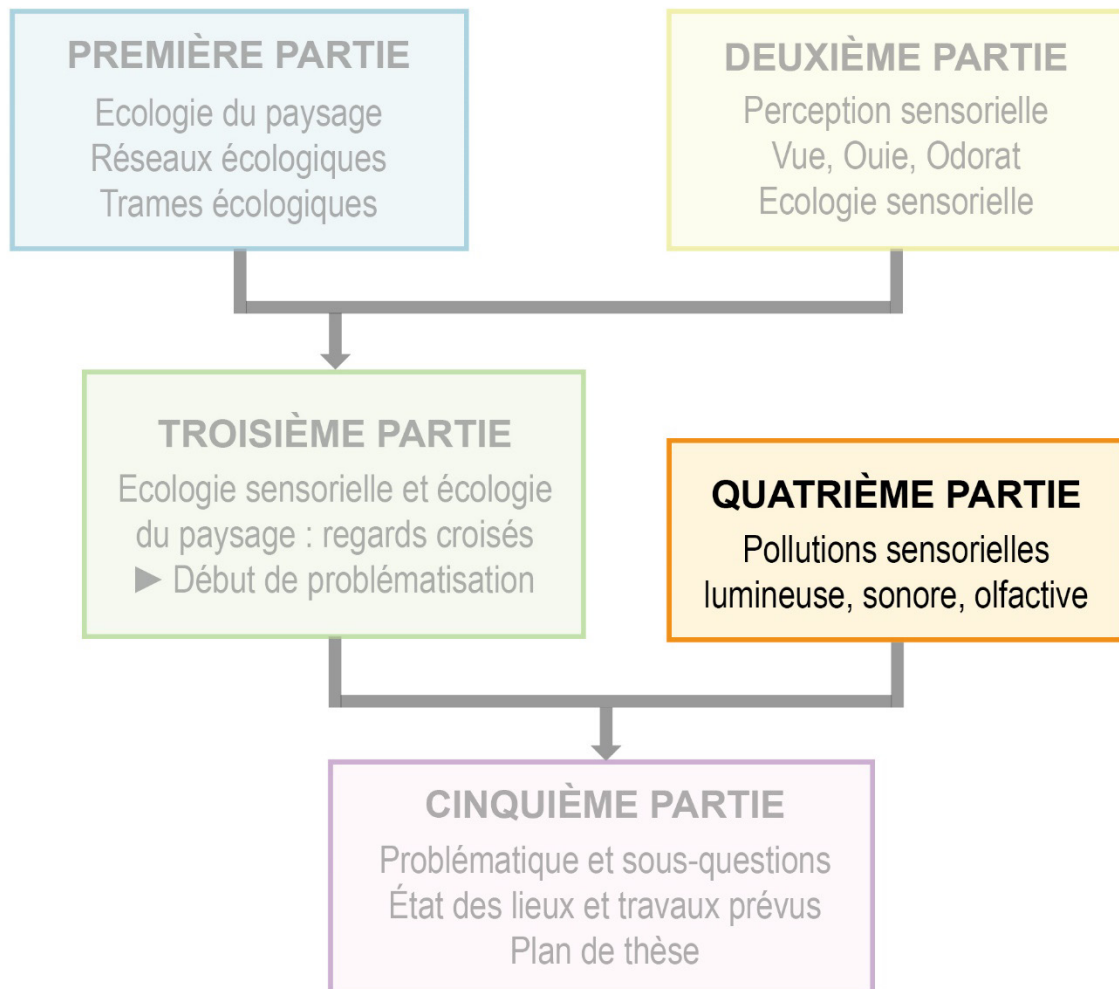 PREMIÈRE PARTIE
Ecologie du paysage
Réseaux écologiques
Trames écologiques
DEUXIÈME PARTIE
Perception sensorielle
Vue, Ouie, Odorat
Ecologie sensorielle
TROISIÈME PARTIE
Ecologie sensorielle et écologie
du paysage : regards croisés
► Début de problématisation
QUATRIÈME PARTIE
Pollutions sensorielles
lumineuse, sonore, olfactive
CINQUIÈME PARTIE
Problématique et sous-questions
État des lieux et travaux prévus
Plan de thèse